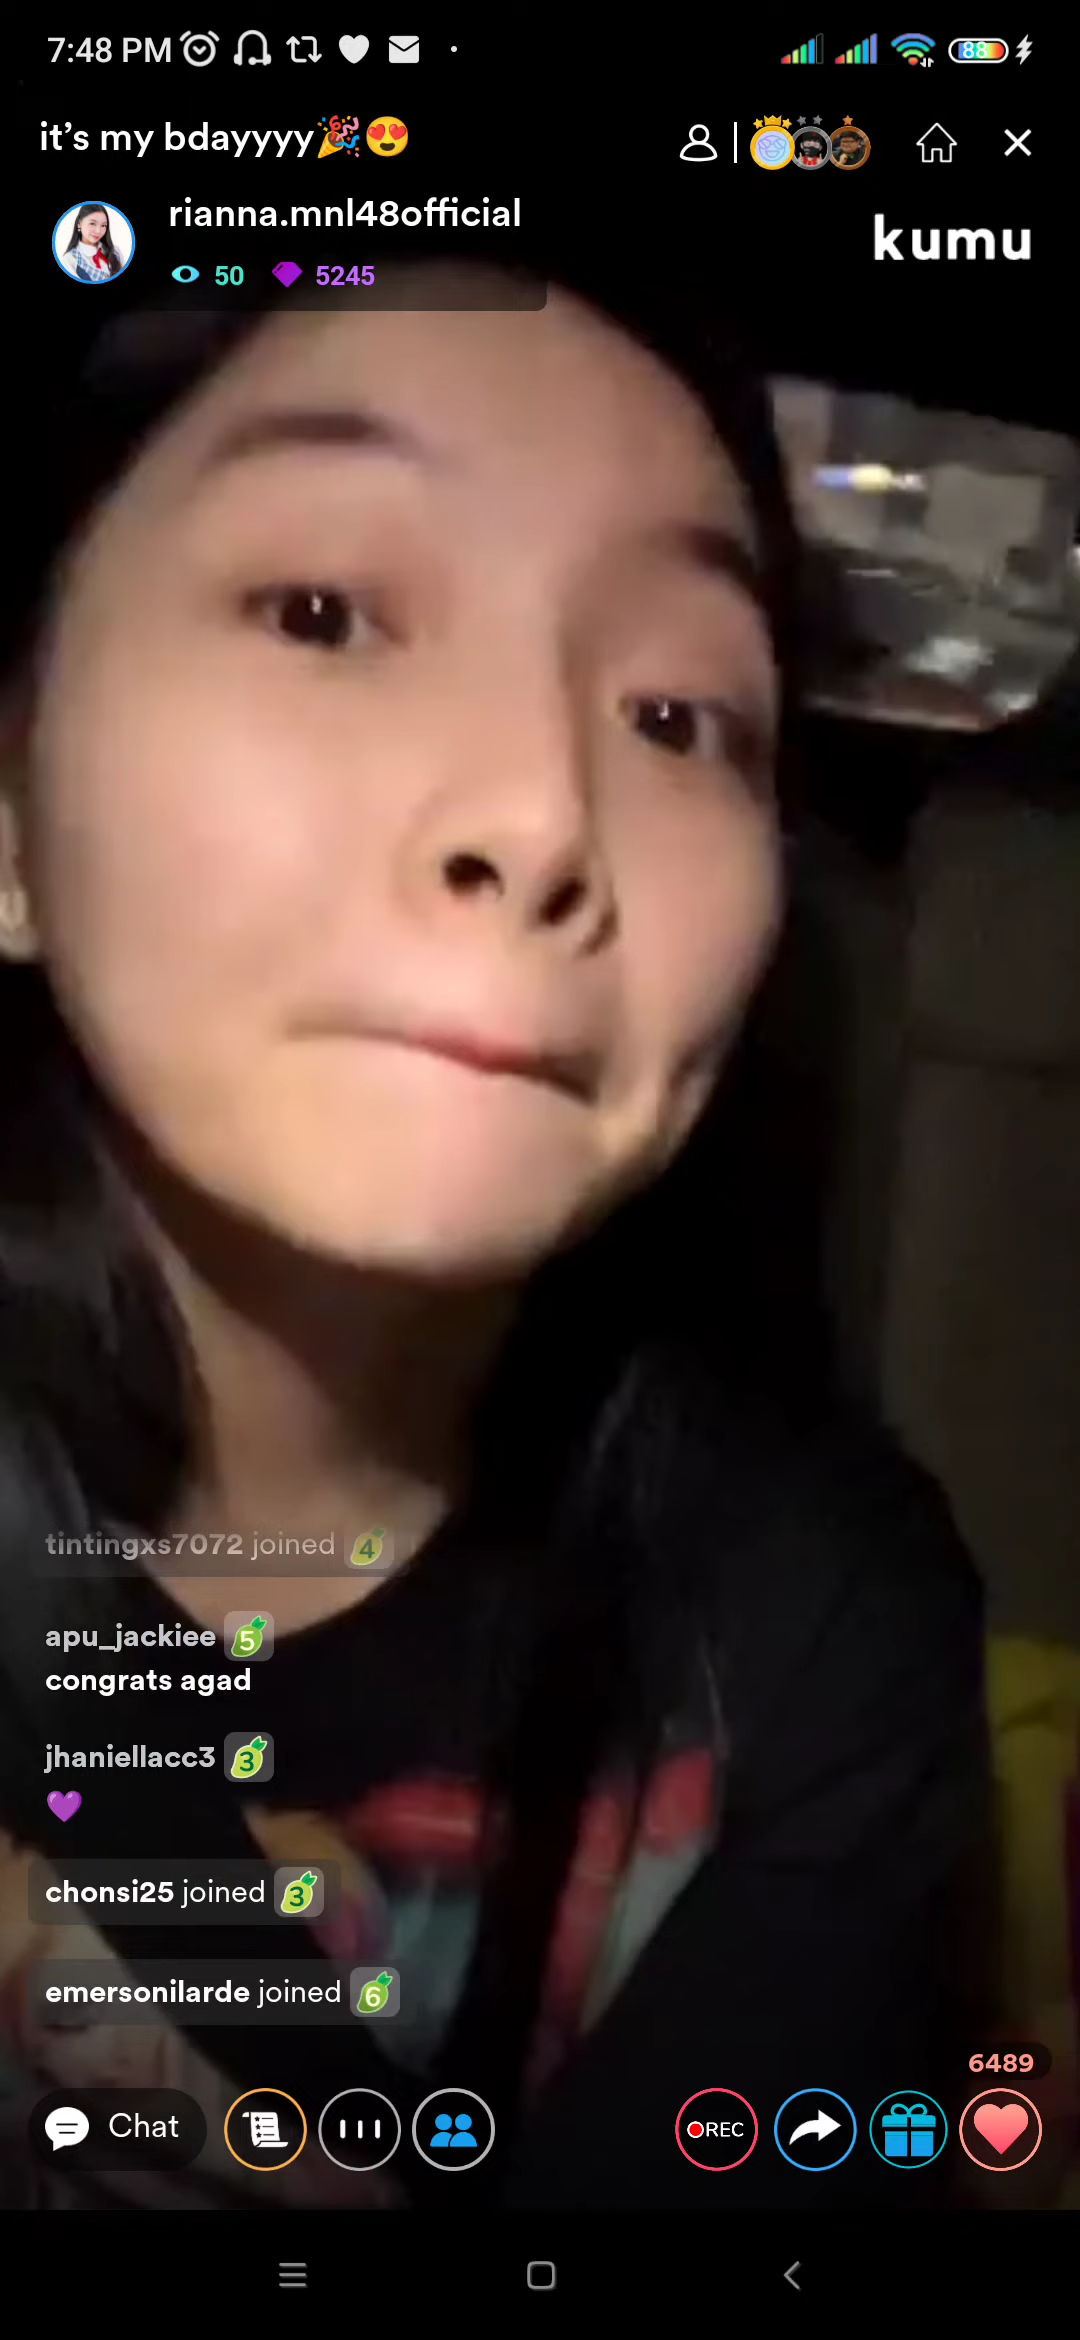 7:48 PM
88
it's my bdayyyy🎉😍
rianna.mnl48official
kumu
50 5245
tintingxs7072 joined 4
apu_jackiee 5
congrats agad
jhaniellacc3 3
💜
chonsi25 joined 3
emersonilarde joined 6
6489
Chat
REC